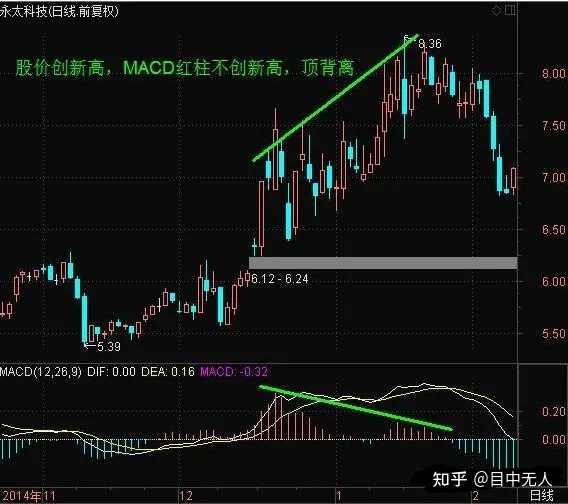 永太科技(日线.前复权)
8.36
股价创新高，MACD红柱不创新高，顶背离
8.00
7.50
7.00
6.50
6.12 - 6.24
6.00
5.50
5.39
MACD(12,26,9) DIF: 0.00 DEA: 0.16 MACD: -0.32
0.20
0.00
知乎 @目中无人
2014年11 12 1 2 日线